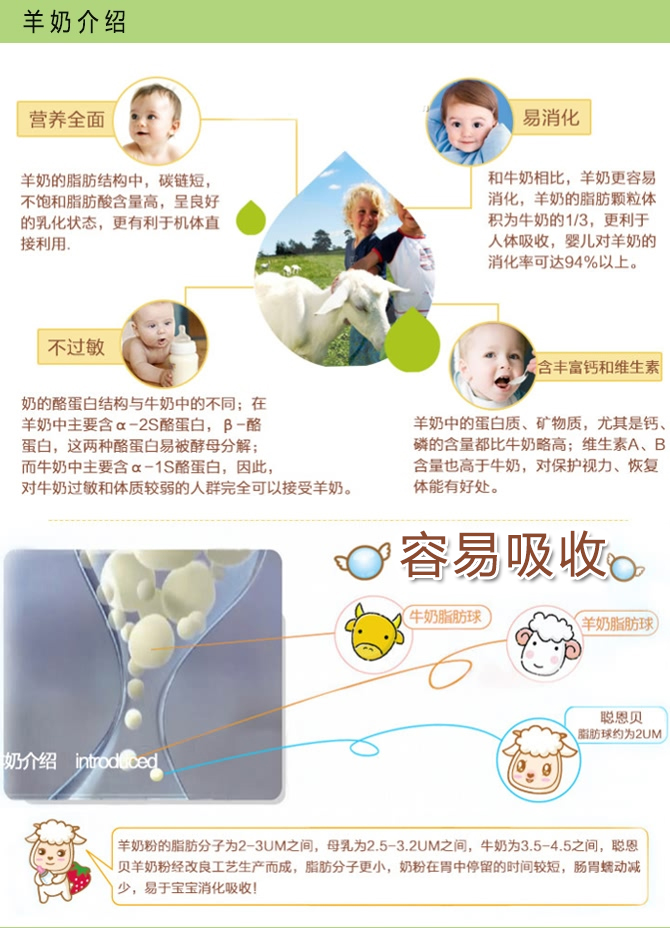 羊奶介绍
营养全面
羊奶的脂肪结构中，碳链短，
不饱和脂肪酸含量高，呈良好
的乳化状态，更有利于机体直
接利用.
易消化
和牛奶相比，羊奶更容易
消化，羊奶的脂肪颗粒体
积为牛奶的1/3，更利于
人体吸收，婴儿对羊奶的
消化率可达94%以上。
不过敏
奶的酪蛋白结构与牛奶中的不同；在
羊奶中主要含α-2S酪蛋白，β-酪
蛋白，这两种酪蛋白易被酵母分解；
而牛奶中主要含α-1S酪蛋白，因此，
对牛奶过敏和体质较弱的人群完全可以接受羊奶。
含丰富钙和维生素
羊奶中的蛋白质、矿物质，尤其是钙、
磷的含量都比牛奶略高；维生素A、B
含量也高于牛奶，对保护视力、恢复
体能有好处。
容易吸收
牛奶脂肪球
羊奶脂肪球
聪恩贝
脂肪球约为2UM
奶介绍 introduced
羊奶粉的脂肪分子为2-3UM之间，母乳为2.5-3.2UM之间，牛奶为3.5-4.5之间，聪恩
贝羊奶粉经改良工艺生产而成，脂肪分子更小，奶粉在胃中停留的时间较短，肠胃蠕动减
少，易于宝宝消化吸收！